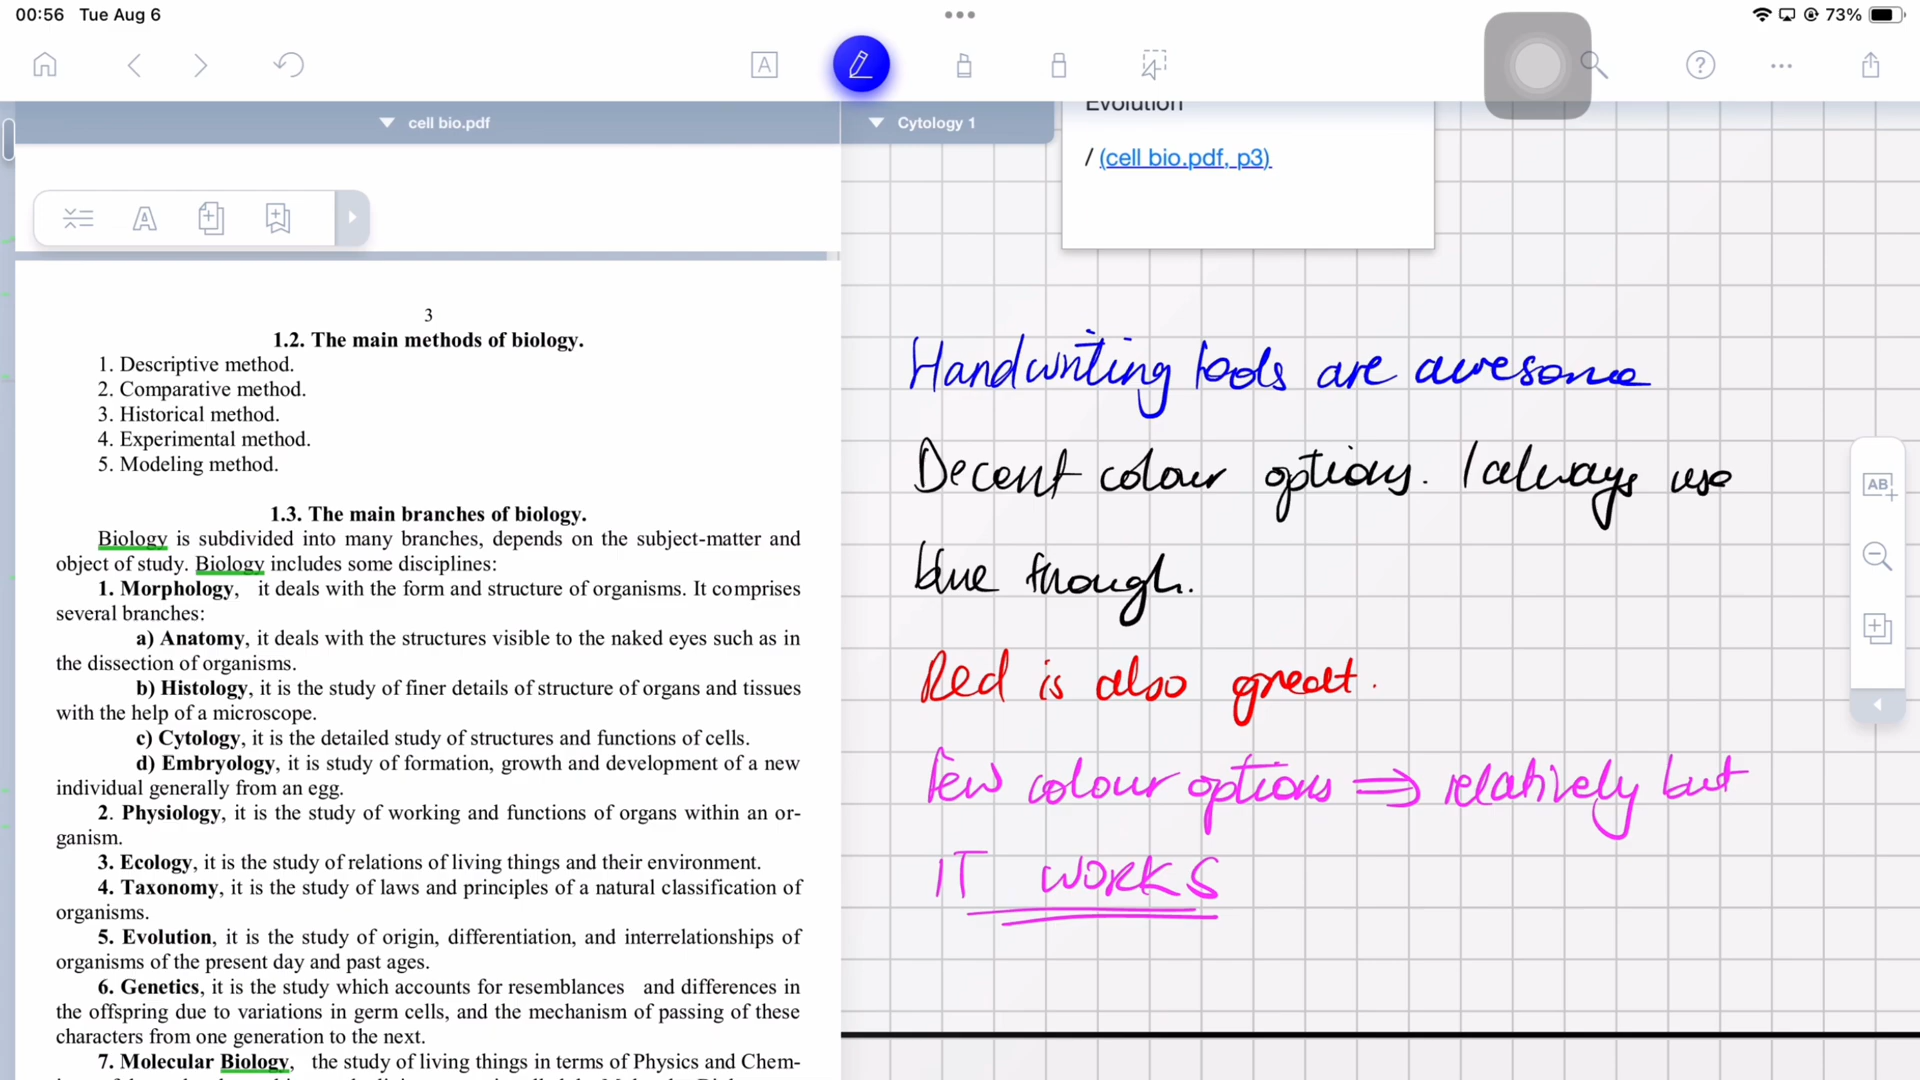 00:56 Tue Aug 6
73%
A
?
cell bio.pdf
Cytology 1
Evolution
/ (cell bio.pdf, p3)
A
3
1.2. The main methods of biology.
1. Descriptive method.
2. Comparative method.
3. Historical method.
4. Experimental method.
5. Modeling method.
1.3. The main branches of biology.
Biology is subdivided into many branches, depends on the subject-matter and
object of study. Biology includes some disciplines:
1. Morphology, it deals with the form and structure of organisms. It comprises
several branches:
a) Anatomy, it deals with the structures visible to the naked eyes such as in
the dissection of organisms.
b) Histology, it is the study of finer details of structure of organs and tissues
with the help of a microscope.
c) Cytology, it is the detailed study of structures and functions of cells.
d) Embryology, it is study of formation, growth and development of a new
individual generally from an egg.
2. Physiology, it is the study of working and functions of organs within an or-
ganism.
3. Ecology, it is the study of relations of living things and their environment.
4. Taxonomy, it is the study of laws and principles of a natural classification of
organisms.
5. Evolution, it is the study of origin, differentiation, and interrelationships of
organisms of the present day and past ages.
6. Genetics, it is the study which accounts for resemblances and differences in
the offspring due to variations in germ cells, and the mechanism of passing of these
characters from one generation to the next.
7. Molecular Biology, the study of living things in terms of Physics and Chem-
Handwriting tools are awesome
Decent colour options. I always use
blue though.
Red is also great.
Few colour options ⇒ relatively but
IT WORKS
AB